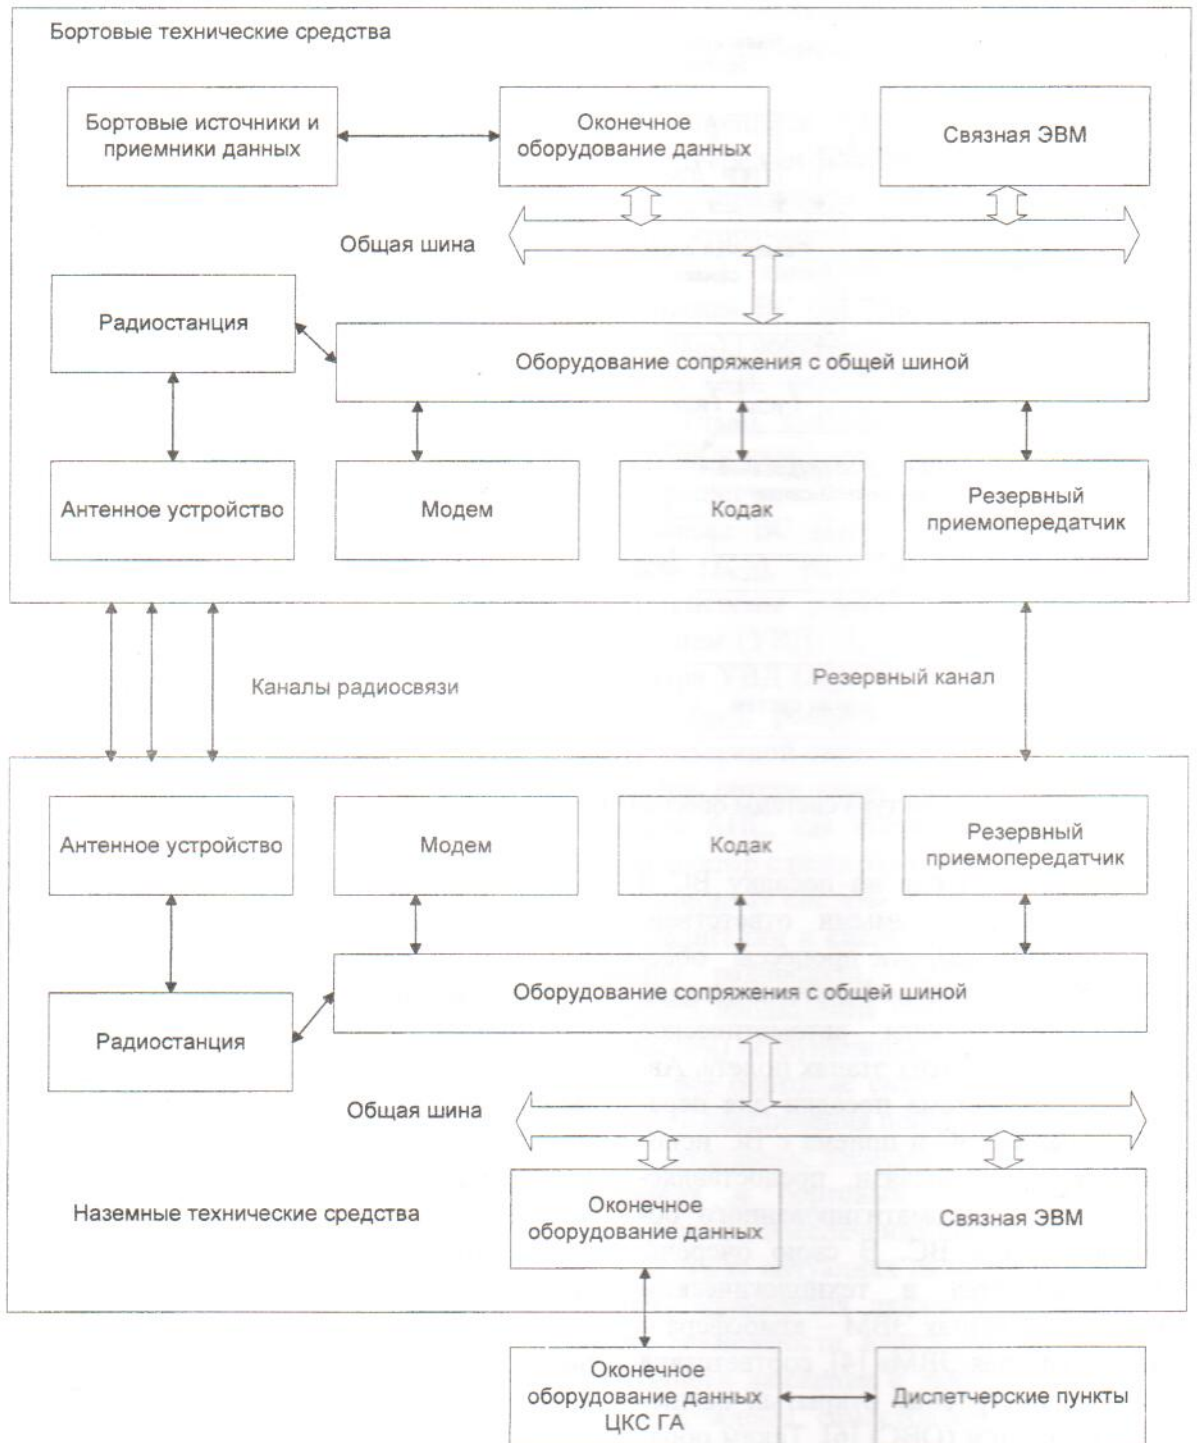 Бортовые технические средства
Бортовые источники и
приемники данных
Оконечное
оборудование данных
Связная ЭВМ
Общая шина
Радиостанция
Оборудование сопряжения с общей шиной
Антенное устройство
Модем
Кодак
Резервный
приемопередатчик
Каналы радиосвязи
Резервный канал
Антенное устройство
Модем
Кодак
Резервный
приемопередатчик
Оборудование сопряжения с общей шиной
Радиостанция
Общая шина
Наземные технические средства
Оконечное
оборудование данных
Связная ЭВМ
Оконечное
оборудование данных
ЦКС ГА
Диспетчерские пункты